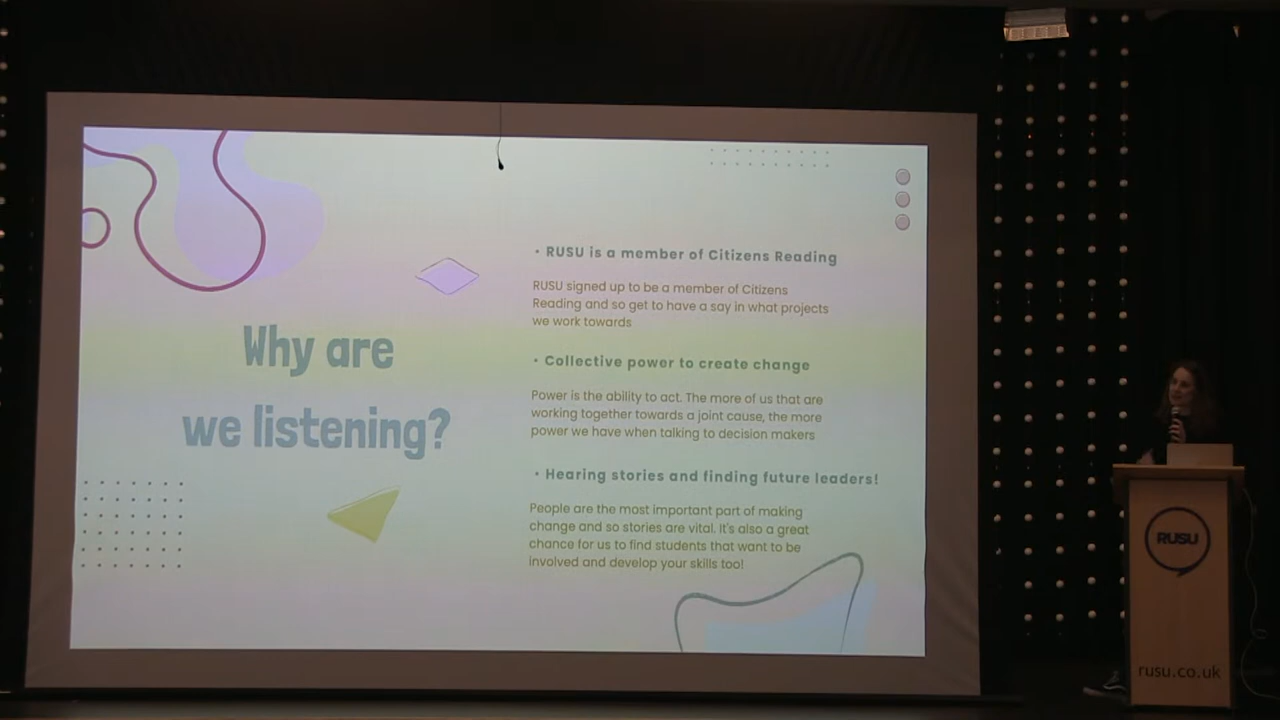 Why are
we listening?
• RUSU is a member of Citizens Reading
RUSU signed up to be a member of Citizens
Reading and so get to have a say in what projects
we work towards
• Collective power to create change
Power is the ability to act. The more of us that are
working together towards a joint cause, the more
power we have when talking to decision makers
• Hearing stories and finding future leaders!
People are the most important part of making
change and so stories are vital. It's also a great
chance for us to find students that want to be
involved and develop your skills too!
RUSU
rusu.co.uk